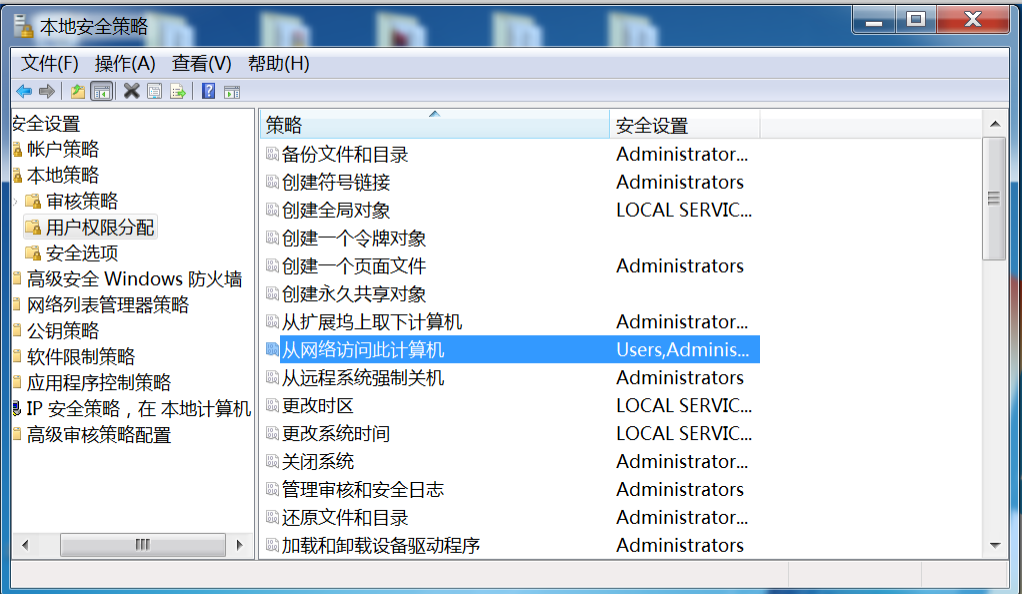 本地安全策略
文件(F) 操作(A) 查看(V) 帮助(H)
安全设置
帐户策略
本地策略
审核策略
用户权限分配
安全选项
高级安全 Windows 防火墙
网络列表管理器策略
公钥策略
软件限制策略
应用程序控制策略
IP 安全策略，在 本地计算机
高级审核策略配置
策略 安全设置
备份文件和目录 Administrator...
创建符号链接 Administrators
创建全局对象 LOCAL SERVIC...
创建一个令牌对象
创建一个页面文件 Administrators
创建永久共享对象
从扩展坞上取下计算机 Administrator...
从网络访问此计算机 Users,Adminis...
从远程系统强制关机 Administrators
更改时区 LOCAL SERVIC...
更改系统时间 LOCAL SERVIC...
关闭系统 Administrator...
管理审核和安全日志 Administrators
还原文件和目录 Administrator...
加载和卸载设备驱动程序 Administrators